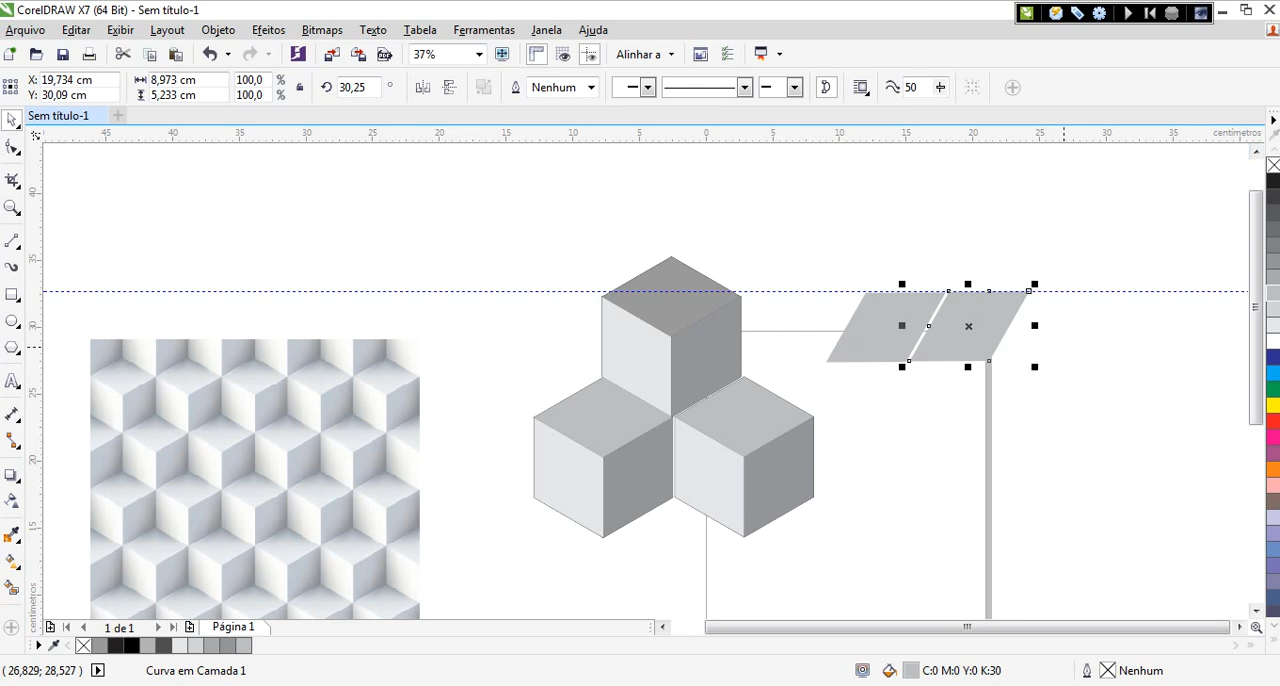 CorelDRAW X7 (64 Bit) - Sem título-1
Arquivo Editar Exibir Layout Objeto Efeitos Bitmaps Texto Tabela Ferramentas Janela Ajuda
37% Alinhar a
X: 19,734 cm 8,973 cm 100,0 % 30,25 ° Nenhum 50
Y: 30,09 cm 5,233 cm 100,0 %
Sem título-1
45 40 35 30 25 20 15 10 5 0 5 10 15 20 25 30 35 centímetros
40
35
30
25
20
15
centímetros
1 de 1 Página 1
( 26,829; 28,527) Curva em Camada 1 C:0 M:0 Y:0 K:30 Nenhum